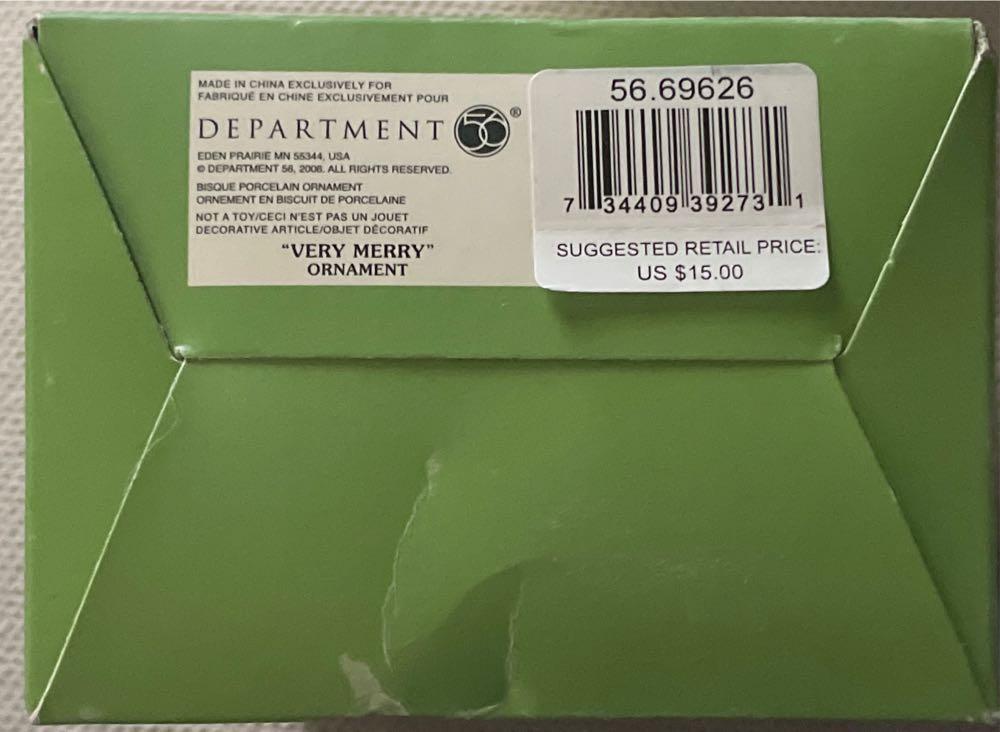 MADE IN CHINA EXCLUSIVELY FOR
FABRIQUÉ EN CHINE EXCLUSIVEMENT POUR
DEPARTMENT 56®
EDEN PRAIRIE MN 55344, USA
© DEPARTMENT 56, 2006. ALL RIGHTS RESERVED.
BISQUE PORCELAIN ORNAMENT
ORNEMENT EN BISCUIT DE PORCELAINE
NOT A TOY/CECI N'EST PAS UN JOUET
DECORATIVE ARTICLE/OBJET DÉCORATIF
"VERY MERRY"
ORNAMENT
56.69626
7 34409 39273 1
SUGGESTED RETAIL PRICE:
US $15.00